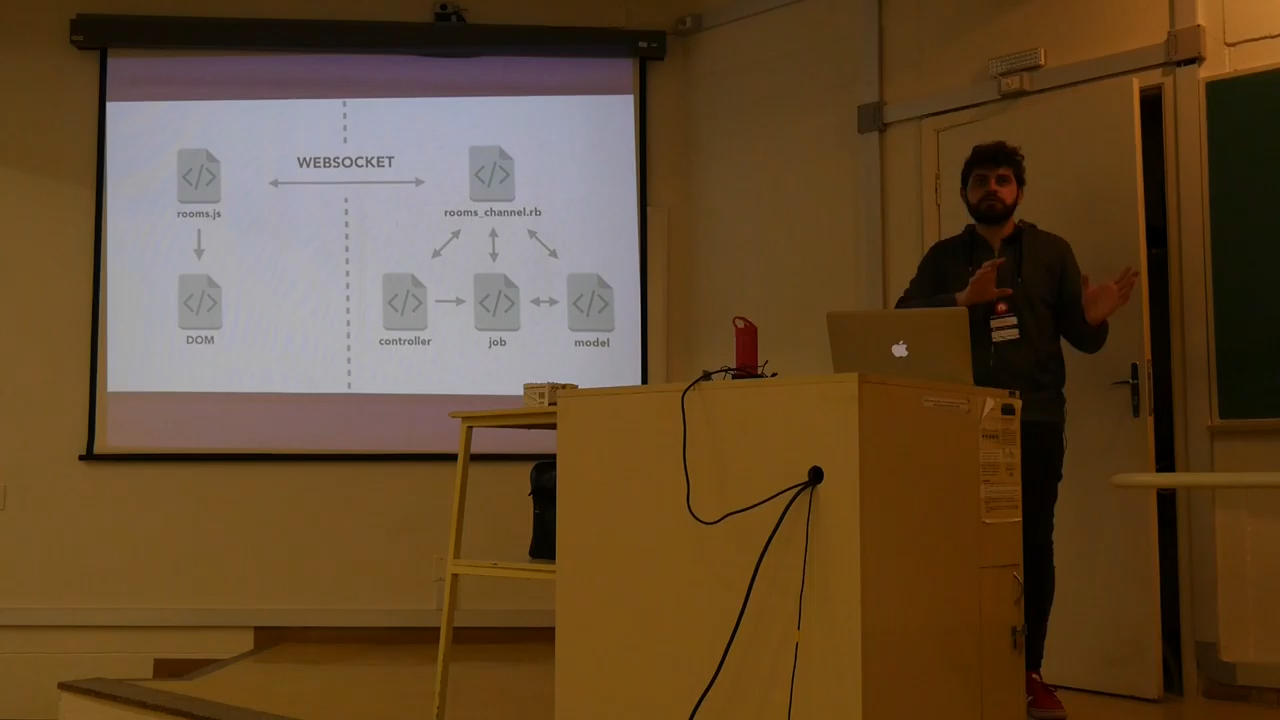 WEBSOCKET
</>
</>
rooms.js
rooms_channel.rb
</>
</>
</>
</>
DOM
controller
job
model